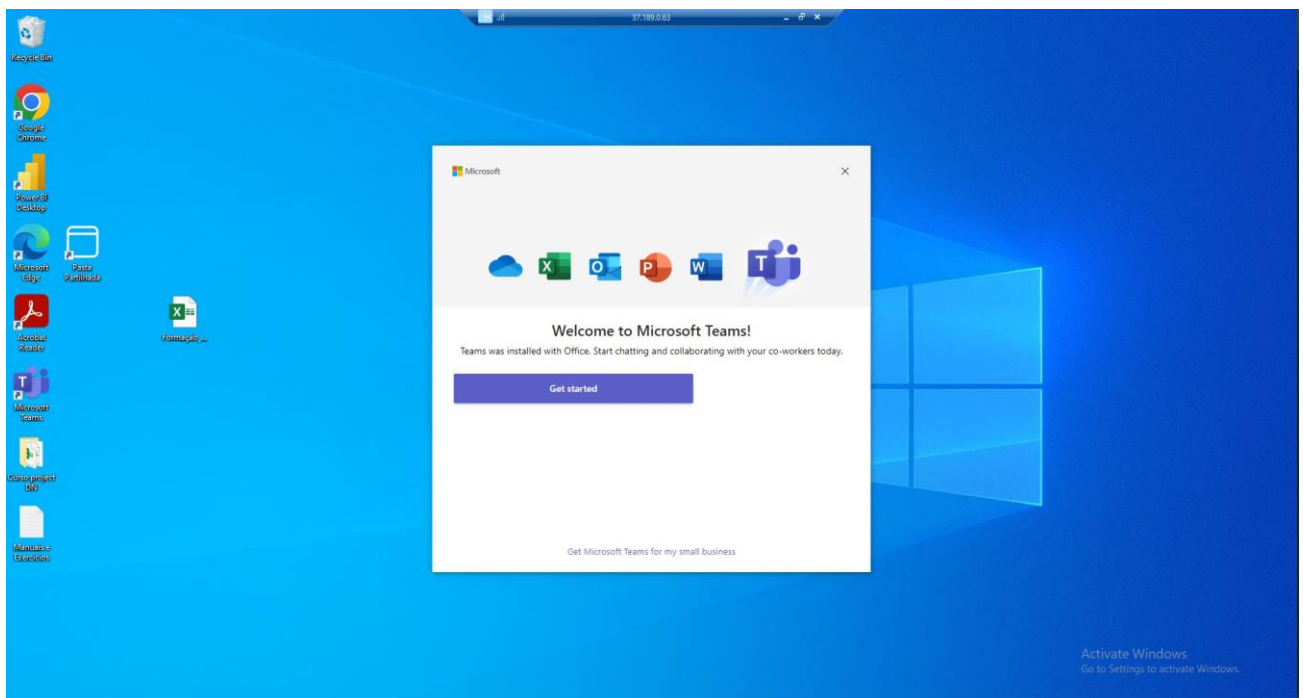 37.189.0.63
Recycle Bin
Google
Chrome
Power BI
Desktop
Microsoft
Edge
Pasta
Partilhada
Acrobat
Reader
Formação_...
Microsoft
Teams
Curso project
DN
Manuais e
Exercicios
Microsoft
Welcome to Microsoft Teams!
Teams was installed with Office. Start chatting and collaborating with your co-workers today.
Get started
Get Microsoft Teams for my small business
Activate Windows
Go to Settings to activate Windows.